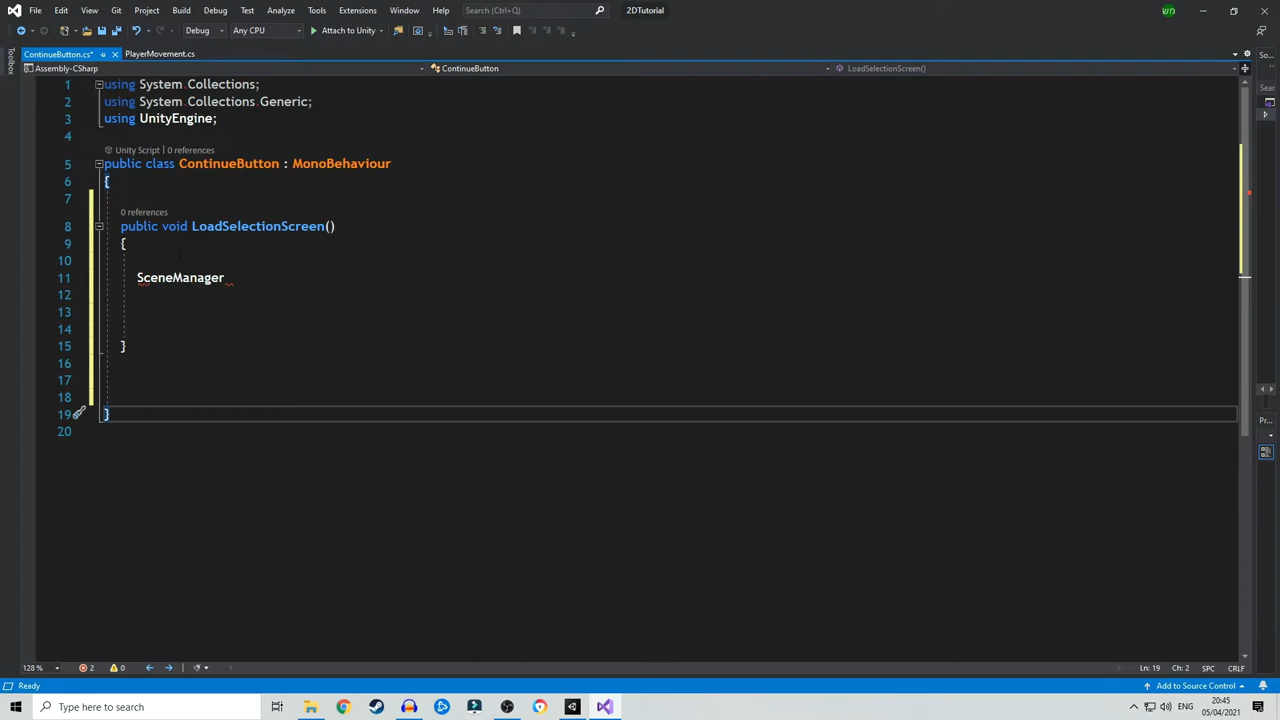 File Edit View Git Project Build Debug Test Analyze Tools Extensions Window Help Search (Ctrl+Q) 2DTutorial
Debug Any CPU Attach to Unity
ContinueButton.cs* PlayerMovement.cs
Assembly-CSharp ContinueButton LoadSelectionScreen()
Toolbox
1 using System.Collections;
2 using System.Collections.Generic;
3 using UnityEngine;
4
Unity Script | 0 references
5 public class ContinueButton : MonoBehaviour
6 {
7
0 references
8 public void LoadSelectionScreen()
9 {
10
11 SceneManager
12
13
14
15 }
16
17
18
19 }
20
So...
Sear
Pr...
128 % 2 0 Ln: 19 Ch: 2 SPC CRLF
Ready Add to Source Control
Type here to search ENG 20:45
05/04/2021